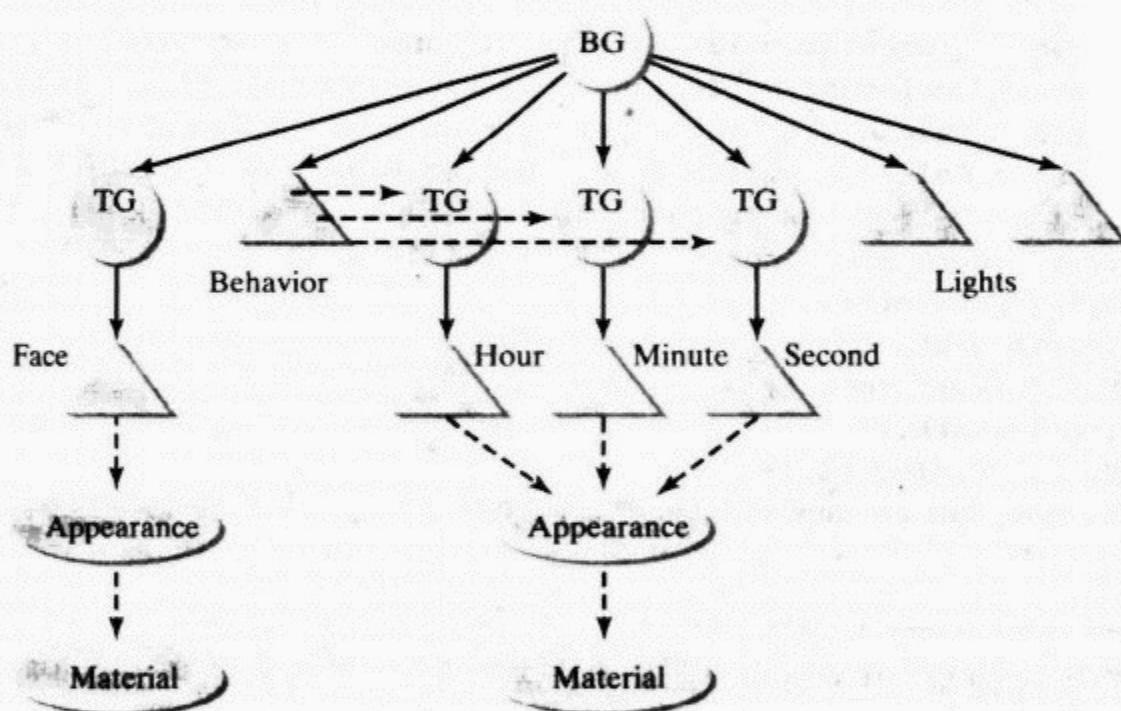 BG
TG TG TG TG
Behavior Lights
Face Hour Minute Second
Appearance Appearance
Material Material